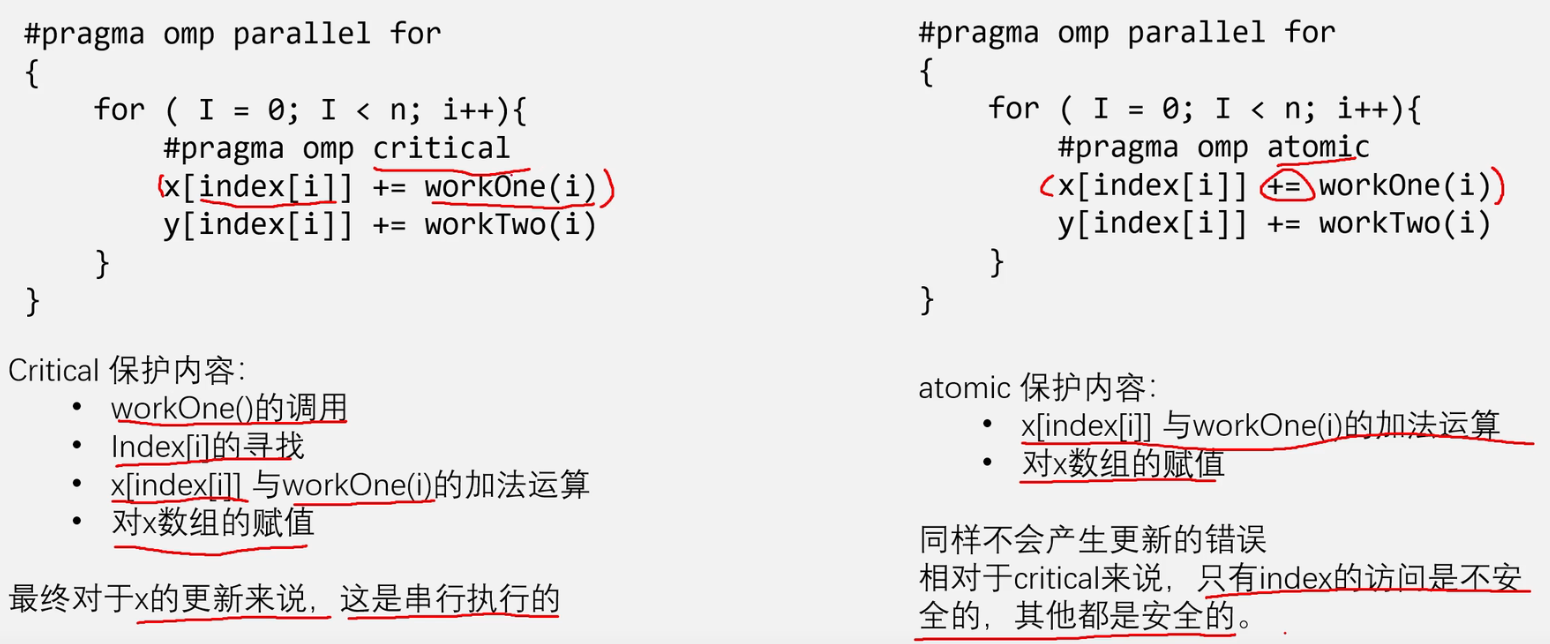 #pragma omp parallel for
{
for ( I = 0; I < n; i++){
#pragma omp critical
x[index[i]] += workOne(i)
y[index[i]] += workTwo(i)
}
}
Critical 保护内容：
• workOne()的调用
• Index[i]的寻找
• x[index[i]] 与workOne(i)的加法运算
• 对x数组的赋值
最终对于x的更新来说，这是串行执行的
#pragma omp parallel for
{
for ( I = 0; I < n; i++){
#pragma omp atomic
x[index[i]] += workOne(i)
y[index[i]] += workTwo(i)
}
}
atomic 保护内容：
• x[index[i]] 与workOne(i)的加法运算
• 对x数组的赋值
同样不会产生更新的错误
相对于critical来说，只有index的访问是不安
全的，其他都是安全的。